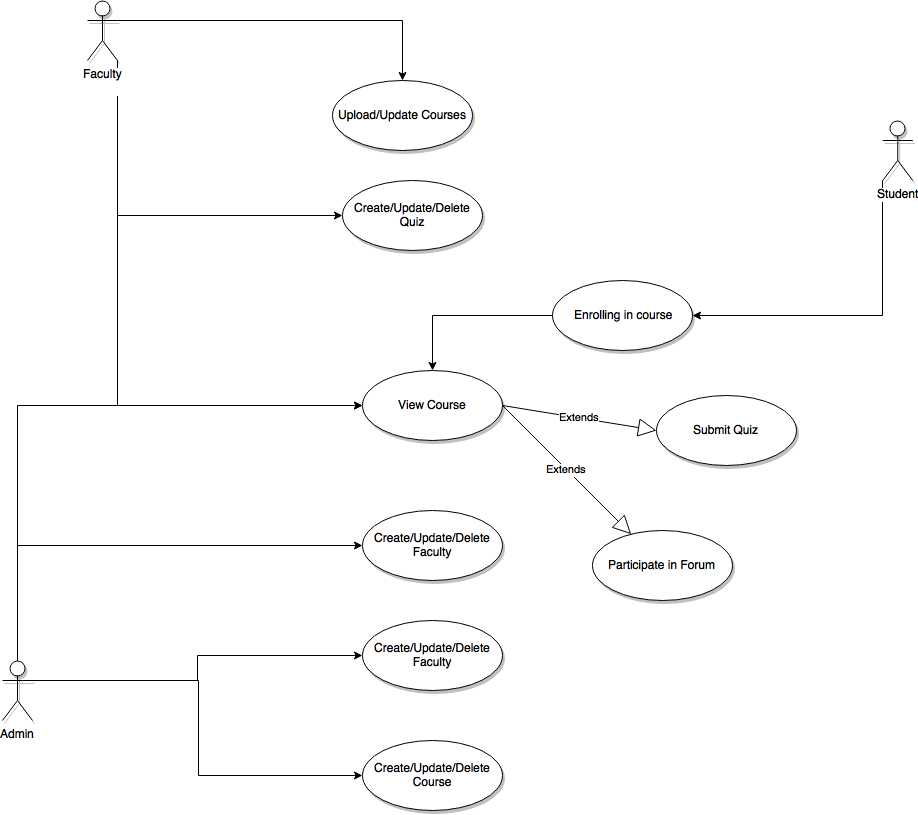 Faculty
Upload/Update Courses
Student
Create/Update/Delete
Quiz
Enrolling in course
View Course
Extends
Submit Quiz
Extends
Create/Update/Delete
Faculty
Participate in Forum
Create/Update/Delete
Faculty
Admin
Create/Update/Delete
Course